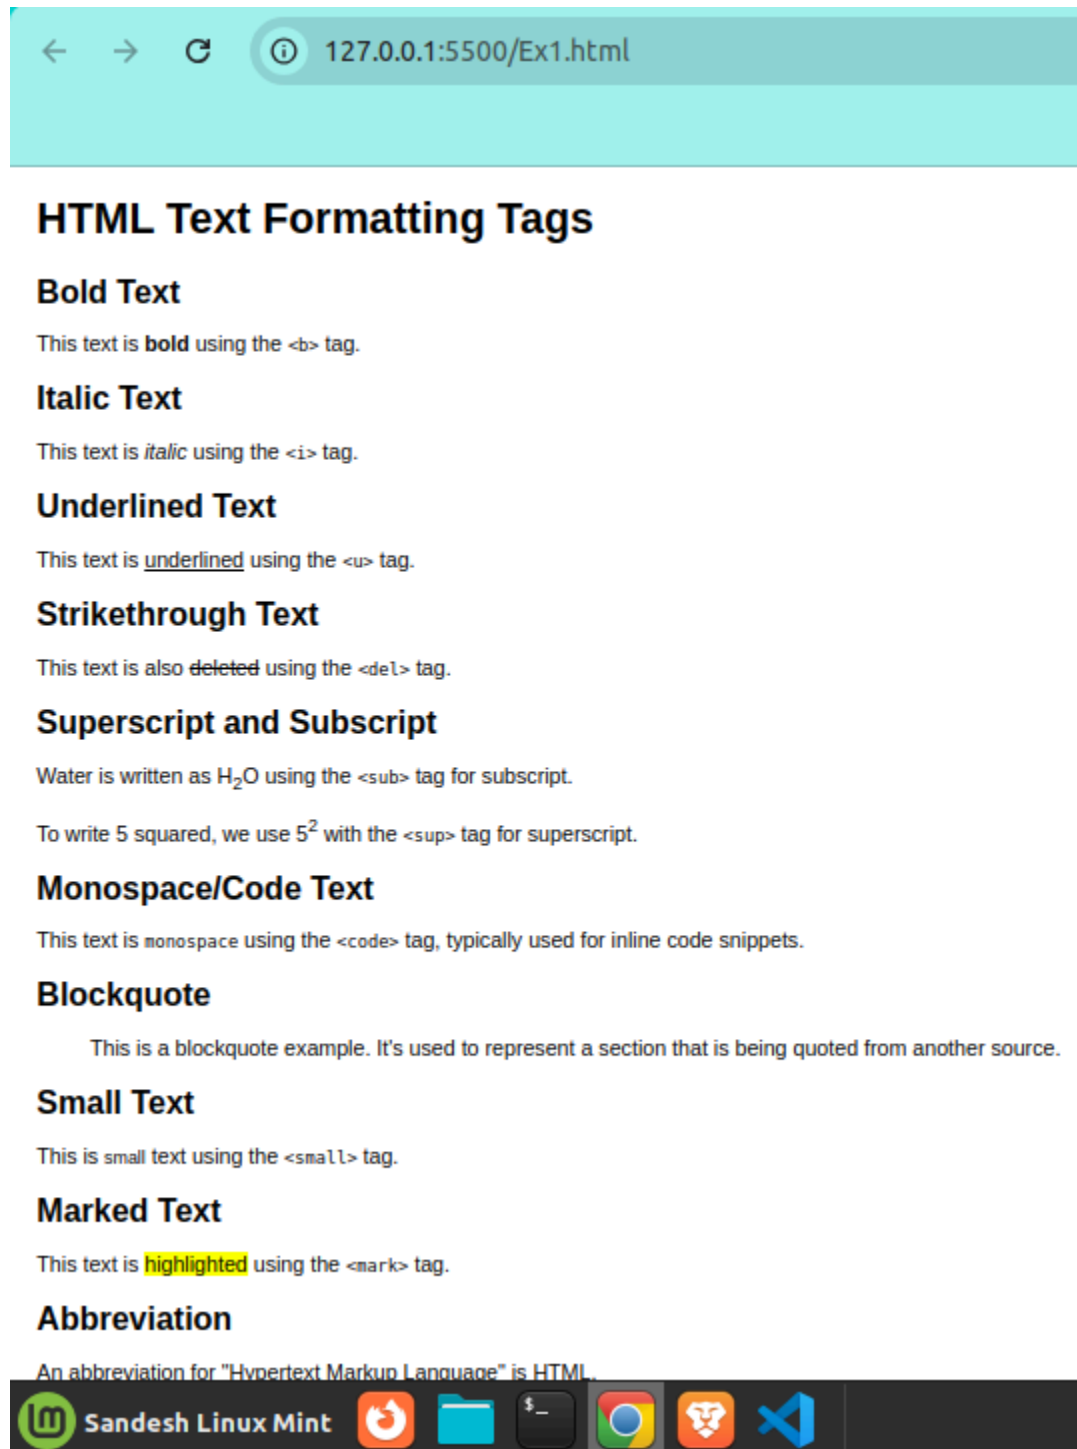 127.0.0.1:5500/Ex1.html
HTML Text Formatting Tags
Bold Text
This text is bold using the <b> tag.
Italic Text
This text is italic using the <i> tag.
Underlined Text
This text is underlined using the <u> tag.
Strikethrough Text
This text is also deleted using the <del> tag.
Superscript and Subscript
Water is written as H₂O using the <sub> tag for subscript.
To write 5 squared, we use 5² with the <sup> tag for superscript.
Monospace/Code Text
This text is monospace using the <code> tag, typically used for inline code snippets.
Blockquote
This is a blockquote example. It's used to represent a section that is being quoted from another source.
Small Text
This is small text using the <small> tag.
Marked Text
This text is highlighted using the <mark> tag.
Abbreviation
An abbreviation for "Hypertext Markup Language" is HTML.
Sandesh Linux Mint
$_